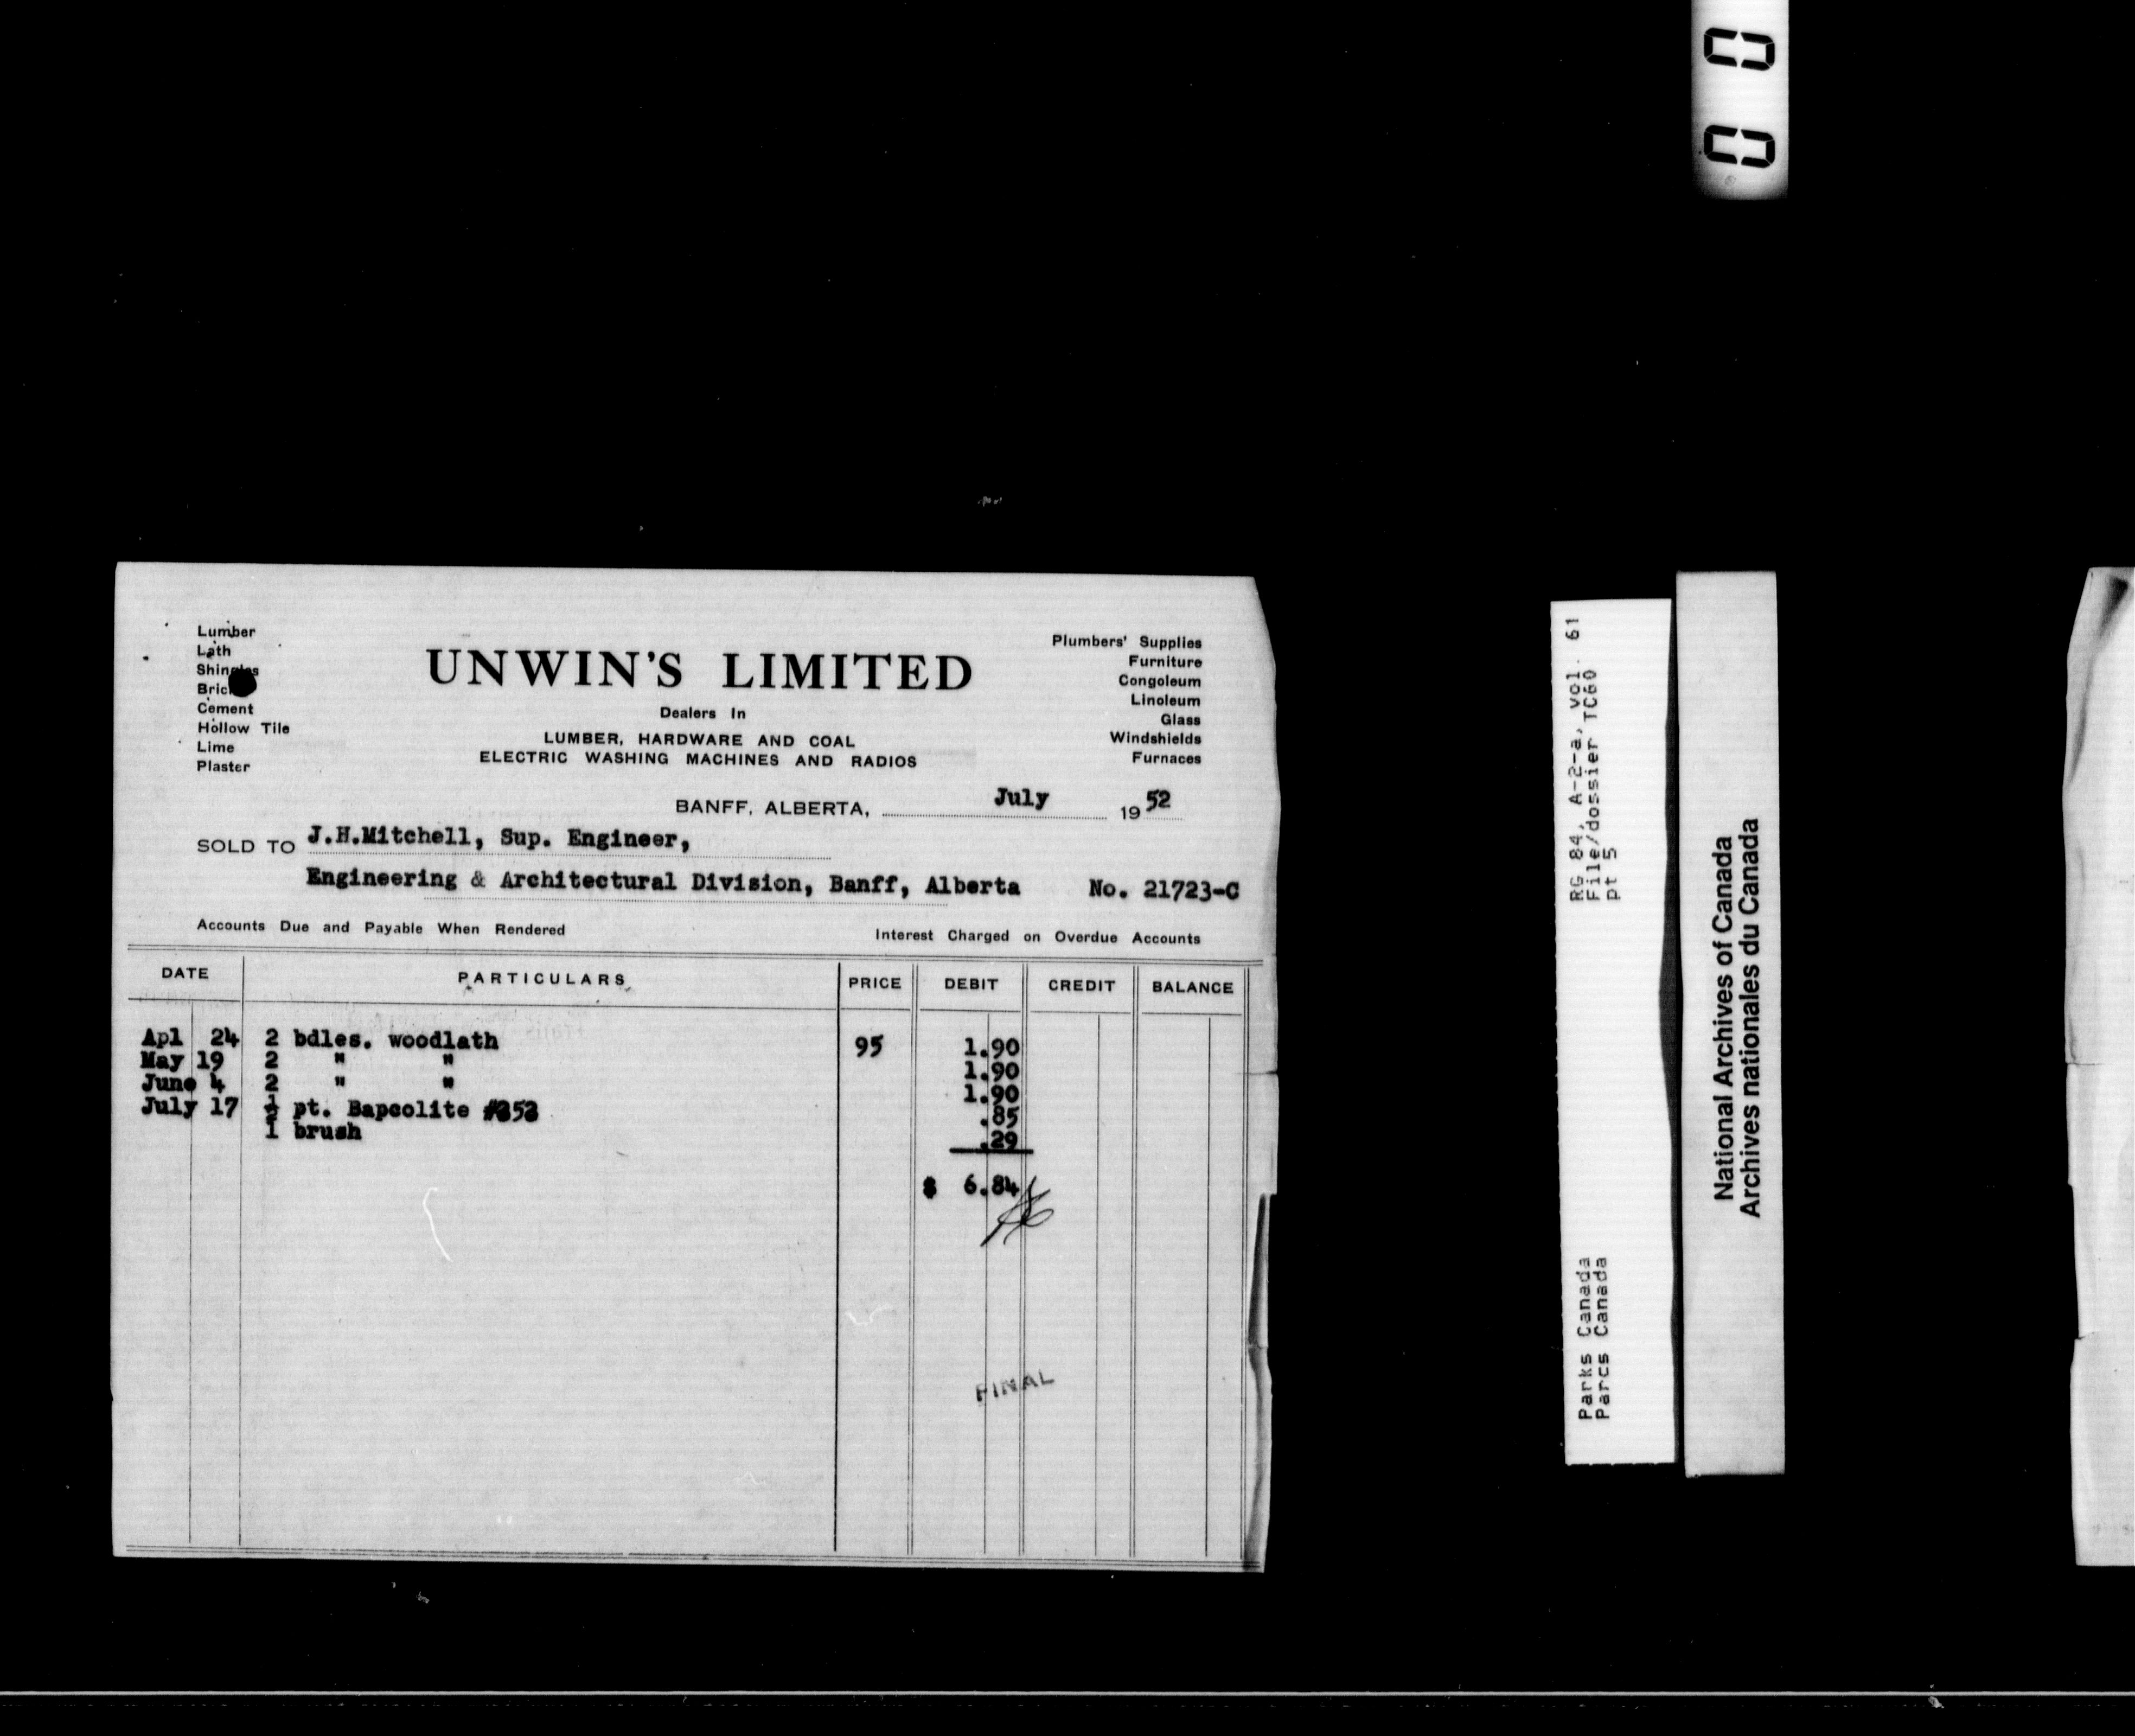 Lumber
Lath
Shingles
Brick
Cement
Hollow Tile
Lime
Plaster
UNWIN'S LIMITED
Dealers In
LUMBER, HARDWARE AND COAL
ELECTRIC WASHING MACHINES AND RADIOS
Plumbers' Supplies
Furniture
Congoleum
Linoleum
Glass
Windshields
Furnaces
BANFF, ALBERTA, July 19 52
SOLD TO J.H.Mitchell, Sup. Engineer,
Engineering & Architectural Division, Banff, Alberta No. 21723-C
Accounts Due and Payable When Rendered Interest Charged on Overdue Accounts
DATE PARTICULARS PRICE DEBIT CREDIT BALANCE
Apl 24 2 bdles. woodlath 95 1.90
May 19 2 " " 1.90
June 4 2 " " 1.90
July 17 ½ pt. Bapcolite .85
1 brush .29
$ 6.84
FINAL
RG 84, A-2-a, vol. 61
File/dossier TC60
pt 5
Parks Canada
Parcs Canada
National Archives of Canada
Archives nationales du Canada